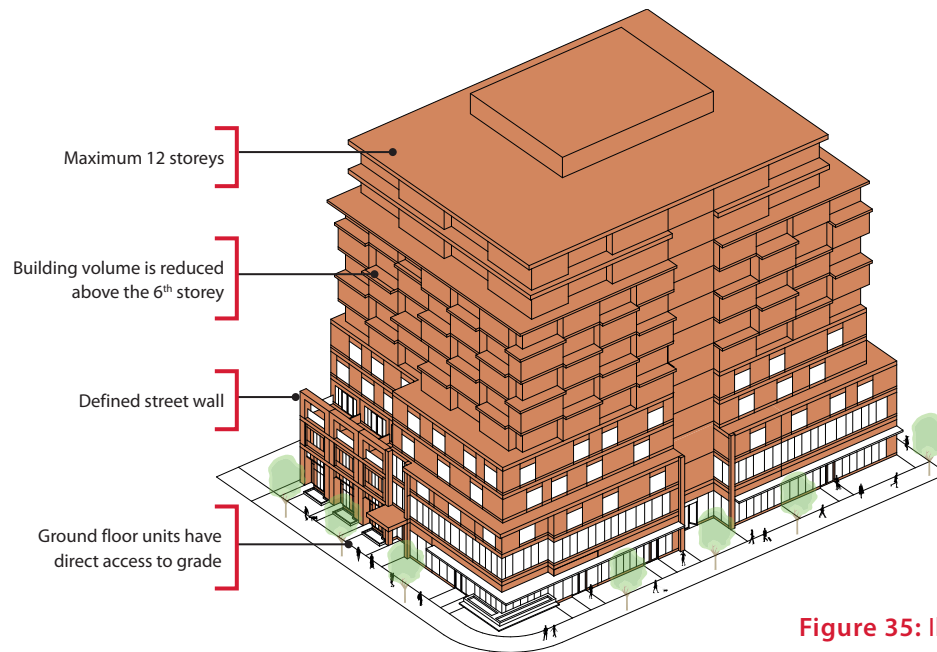 Maximum 12 storeys
Building volume is reduced
above the 6th storey
Defined street wall
Ground floor units have
direct access to grade
Figure 35: